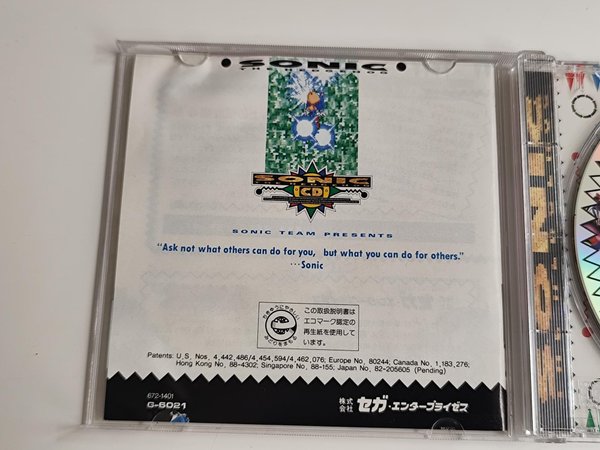 SONIC
THE HEDGEHOG
SONIC
CD
SONIC TEAM PRESENTS
"Ask not what others can do for you, but what you can do for others."
···Sonic
この取扱説明書は
エコマーク認定の
再生紙を使用して
います。
Patents: U.S. Nos. 4,442,486/4,454,594/4,462,076; Europe No. 80244; Canada No. 1,183,276;
Hong Kong No. 88-4302; Singapore No. 88-155; Japan No. 82-205605 (Pending)
672-1401
G-6021
株式会社 セガ・エンタープライゼス
SONIC